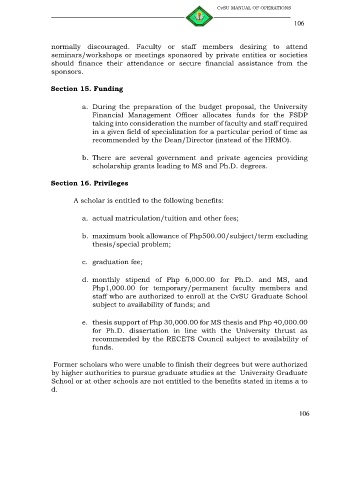 CvSU MANUAL OF OPERATIONS
106
normally discouraged. Faculty or staff members desiring to attend
seminars/workshops or meetings sponsored by private entities or societies
should finance their attendance or secure financial assistance from the
sponsors.
Section 15. Funding
a. During the preparation of the budget proposal, the University
Financial Management Officer allocates funds for the FSDP
taking into consideration the number of faculty and staff required
in a given field of specialization for a particular period of time as
recommended by the Dean/Director (instead of the HRMO).
b. There are several government and private agencies providing
scholarship grants leading to MS and Ph.D. degrees.
Section 16. Privileges
A scholar is entitled to the following benefits:
a. actual matriculation/tuition and other fees;
b. maximum book allowance of Php500.00/subject/term excluding
thesis/special problem;
c. graduation fee;
d. monthly stipend of Php 6,000.00 for Ph.D. and MS, and
Php1,000.00 for temporary/permanent faculty members and
staff who are authorized to enroll at the CvSU Graduate School
subject to availability of funds; and
e. thesis support of Php 30,000.00 for MS thesis and Php 40,000.00
for Ph.D. dissertation in line with the University thrust as
recommended by the RECETS Council subject to availability of
funds.
Former scholars who were unable to finish their degrees but were authorized
by higher authorities to pursue graduate studies at the University Graduate
School or at other schools are not entitled to the benefits stated in items a to
d.
106